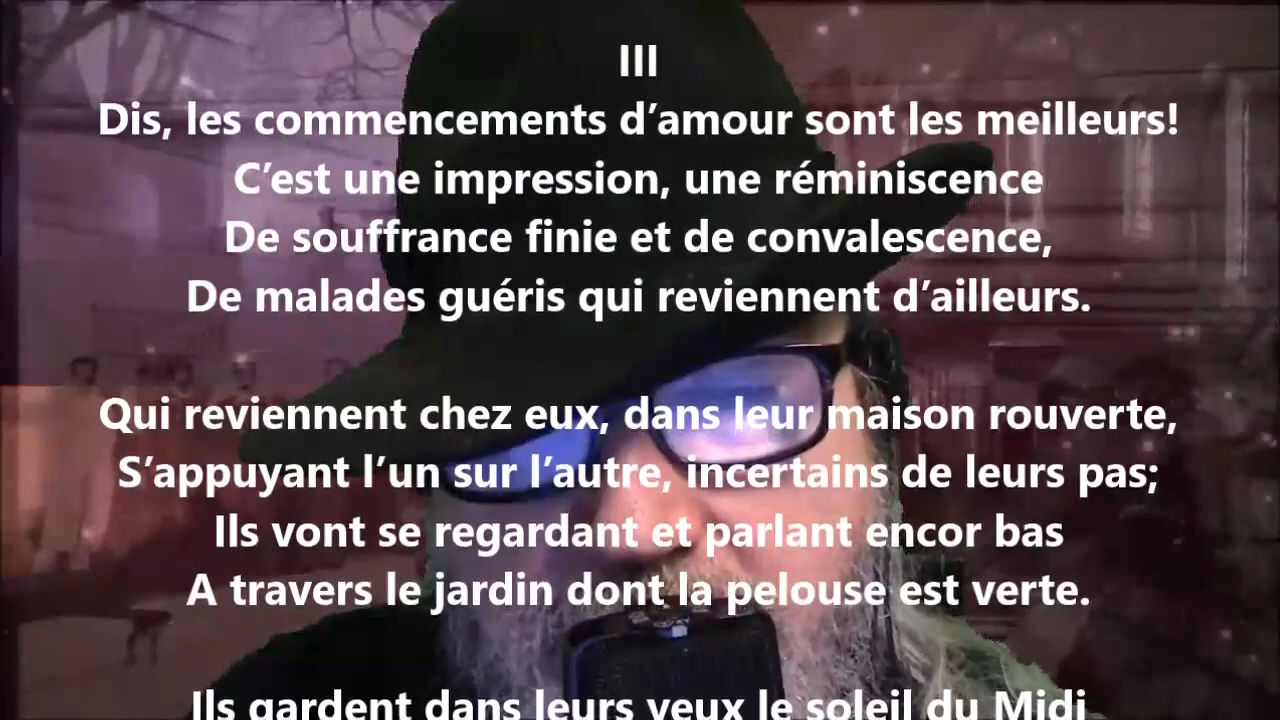 III
Dis, les commencements d’amour sont les meilleurs!
C’est une impression, une réminiscence
De souffrance finie et de convalescence,
De malades guéris qui reviennent d’ailleurs.
Qui reviennent chez eux, dans leur maison rouverte,
S’appuyant l’un sur l’autre, incertains de leurs pas;
Ils vont se regardant et parlant encor bas
A travers le jardin dont la pelouse est verte.
Ils gardent dans leurs yeux le soleil du Midi